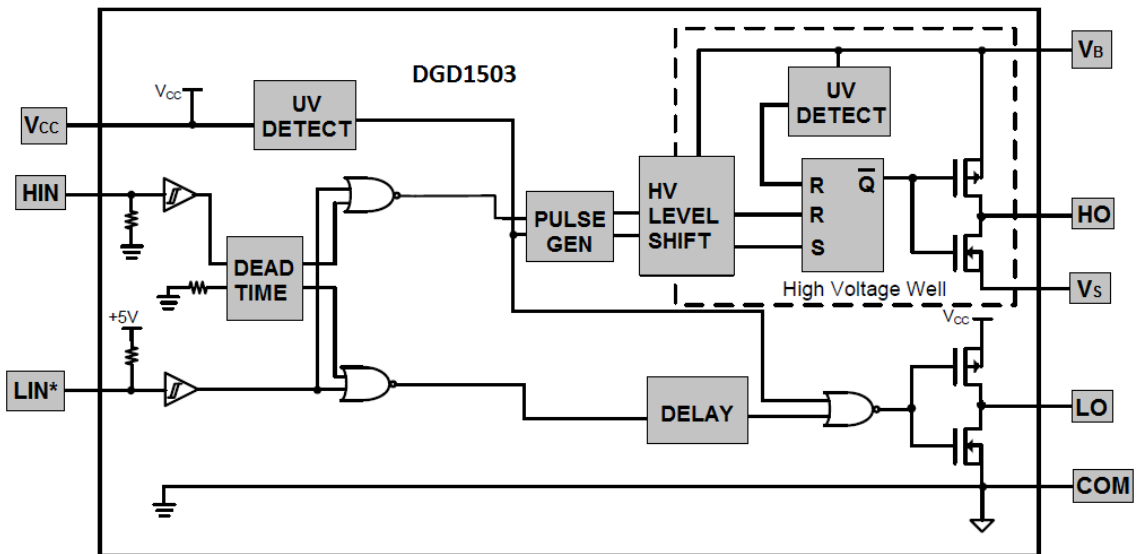 DGD1503
VB
UV
DETECT
VCC
UV
DETECT
VCC
HIN
HV
LEVEL
SHIFT
R
Q
R
S
PULSE
GEN
HO
DEAD
TIME
High Voltage Well
VS
+5V
VCC
LIN*
DELAY
LO
COM